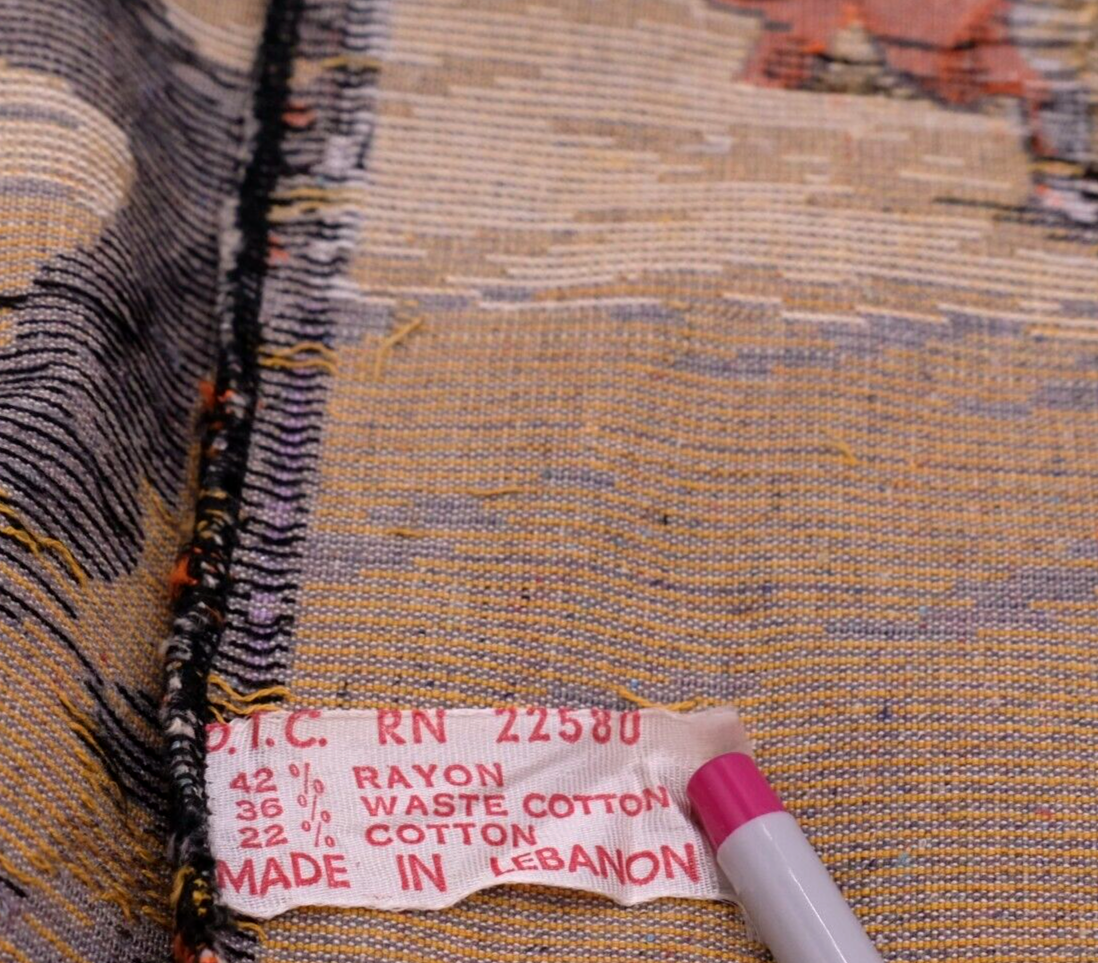 D.T.C. RN 22580
42 % RAYON
36 % WASTE COTTON
22 % COTTON
MADE IN LEBANON